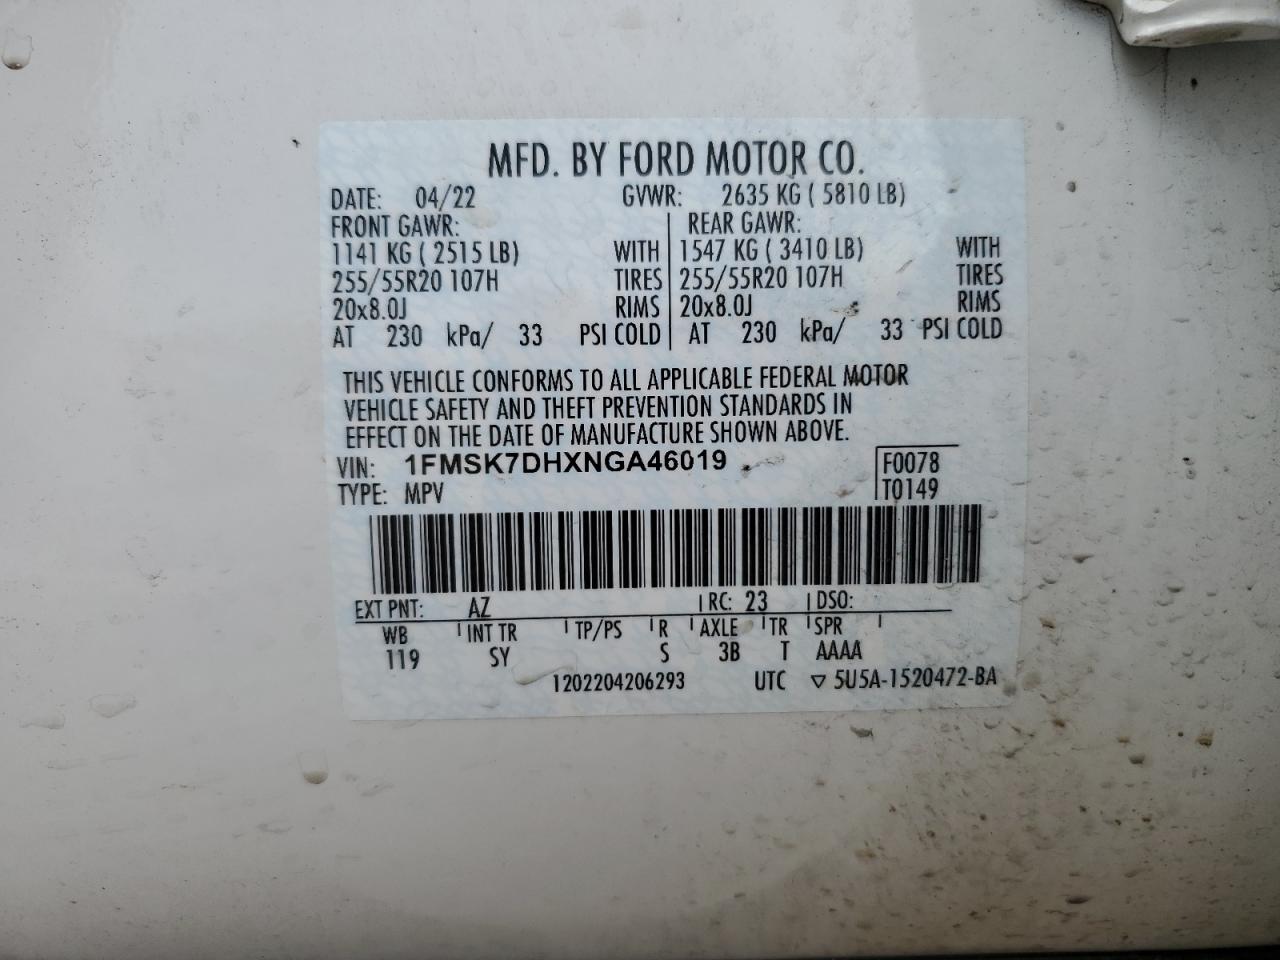 MFD. BY FORD MOTOR CO.
DATE: 04/22 GVWR: 2635 KG ( 5810 LB)
FRONT GAWR: REAR GAWR:
1141 KG ( 2515 LB) WITH 1547 KG ( 3410 LB) WITH
255/55R20 107H TIRES 255/55R20 107H TIRES
20x8.0J RIMS 20x8.0J RIMS
AT 230 kPa/ 33 PSI COLD AT 230 kPa/ 33 PSI COLD
THIS VEHICLE CONFORMS TO ALL APPLICABLE FEDERAL MOTOR
VEHICLE SAFETY AND THEFT PREVENTION STANDARDS IN
EFFECT ON THE DATE OF MANUFACTURE SHOWN ABOVE.
VIN: 1FMSK7DHXNGA46019 F0078
TYPE: MPV T0149
EXT PNT: AZ RC: 23 DSO:
WB INT TR TP/PS R AXLE TR SPR
119 SY S 3B T AAAA
1202204206293 UTC ▽ 5U5A-1520472-BA